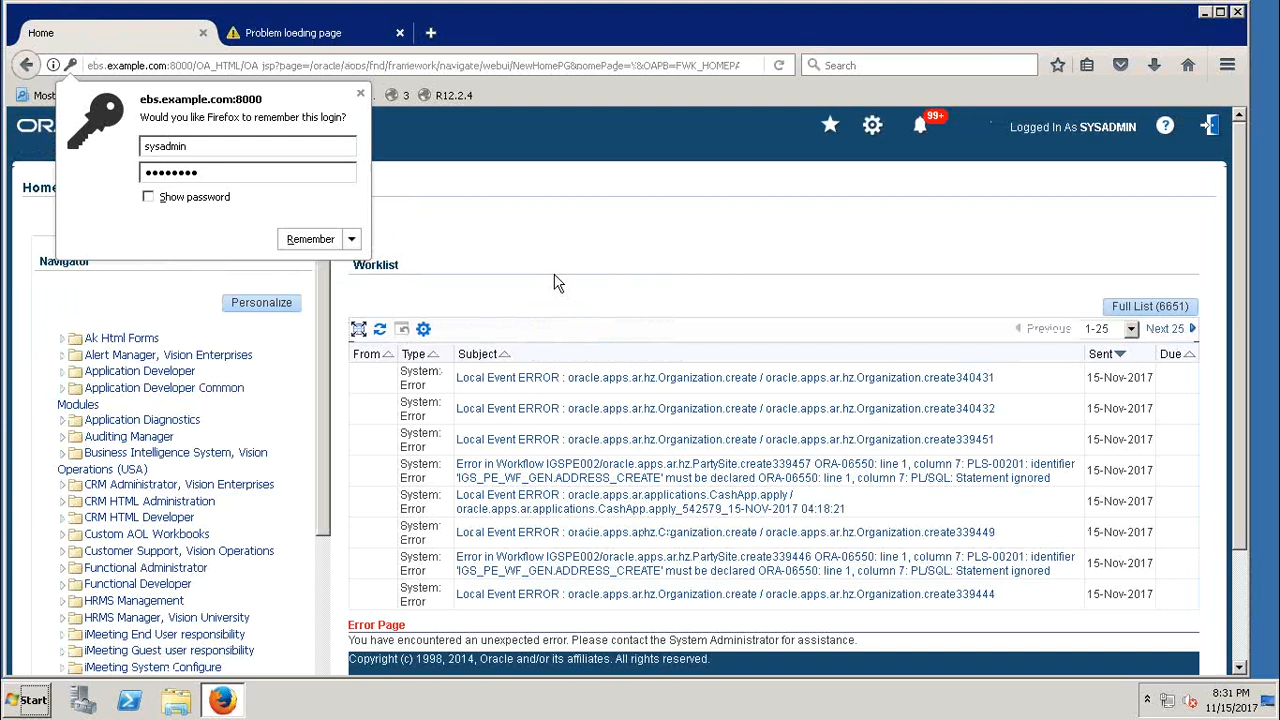 Home
Problem loading page
ebs.example.com:8000/OA_HTML/OA.jsp?page=/oracle/apps/fnd/framework/navigate/webui/NewHomePG&homePage=Y&OAPB=FWK_HOMEPA
Search
Most
3
R12.2.4
ebs.example.com:8000
Would you like Firefox to remember this login?
sysadmin
••••••••
Show password
Remember
ORA
99+
Logged In As SYSADMIN
?
Home
Navigator
Personalize
Ak Html Forms
Alert Manager, Vision Enterprises
Application Developer
Application Developer Common
Modules
Application Diagnostics
Auditing Manager
Business Intelligence System, Vision
Operations (USA)
CRM Administrator, Vision Enterprises
CRM HTML Administration
CRM HTML Developer
Custom AOL Workbooks
Customer Support, Vision Operations
Functional Administrator
Functional Developer
HRMS Management
HRMS Manager, Vision University
iMeeting End User responsibility
iMeeting Guest user responsibility
iMeeting System Configure
Worklist
Full List (6651)
Previous 1-25 Next 25
From Type Subject Sent Due
System: Error Local Event ERROR : oracle.apps.ar.hz.Organization.create / oracle.apps.ar.hz.Organization.create340431 15-Nov-2017
System: Error Local Event ERROR : oracle.apps.ar.hz.Organization.create / oracle.apps.ar.hz.Organization.create340432 15-Nov-2017
System: Error Local Event ERROR : oracle.apps.ar.hz.Organization.create / oracle.apps.ar.hz.Organization.create339451 15-Nov-2017
System: Error Error in Workflow IGSPE002/oracle.apps.ar.hz.PartySite.create339457 ORA-06550: line 1, column 7: PLS-00201: identifier
'IGS_PE_WF_GEN.ADDRESS_CREATE' must be declared ORA-06550: line 1, column 7: PL/SQL: Statement ignored 15-Nov-2017
System: Error Local Event ERROR : oracle.apps.ar.applications.CashApp.apply /
oracle.apps.ar.applications.CashApp.apply_542579_15-NOV-2017 04:18:21 15-Nov-2017
System: Error Local Event ERROR : oracle.apps.ar.hz.Organization.create / oracle.apps.ar.hz.Organization.create339449 15-Nov-2017
System: Error Error in Workflow IGSPE002/oracle.apps.ar.hz.PartySite.create339446 ORA-06550: line 1, column 7: PLS-00201: identifier
'IGS_PE_WF_GEN.ADDRESS_CREATE' must be declared ORA-06550: line 1, column 7: PL/SQL: Statement ignored 15-Nov-2017
System: Error Local Event ERROR : oracle.apps.ar.hz.Organization.create / oracle.apps.ar.hz.Organization.create339444 15-Nov-2017
Error Page
You have encountered an unexpected error. Please contact the System Administrator for assistance.
Copyright (c) 1998, 2014, Oracle and/or its affiliates. All rights reserved.
Start
8:31 PM
11/15/2017